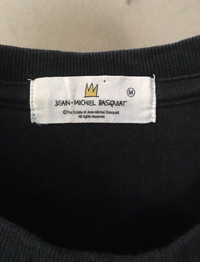 JEAN-MICHEL BASQUIAT
M
©The Estate of Jean-Michel Basquiat.
All rights reserved.